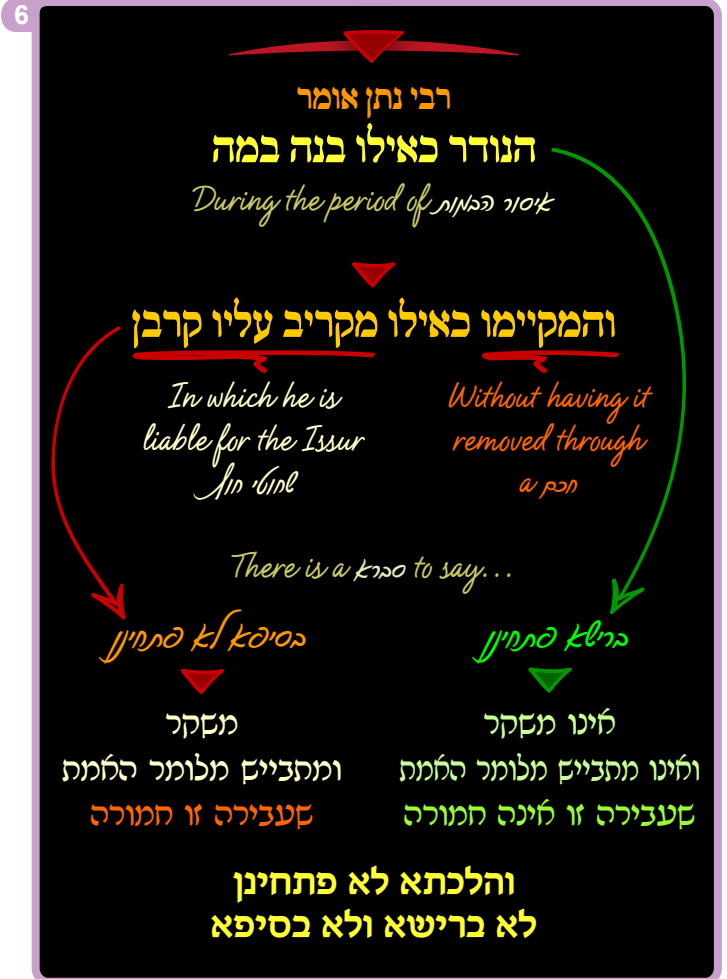 6
רבי נתן אומר
הנודר כאילו בנה במה
During the period of איסור הבמות
והמקיימו כאילו מקריב עליו קרבן
In which he is
liable for the Issur
שחוטי חוץ
Without having it
removed through
a חכם
There is a סברא to say...
בסיפא לא פתחינן
משקר
ומתבייש מלומר האמת
שעבירה זו חמורה
ברישא פתחינן
אינו משקר
ואינו מתבייש מלומר האמת
שעבירה זו אינה חמורה
והלכתא לא פתחינן
לא ברישא ולא בסיפא